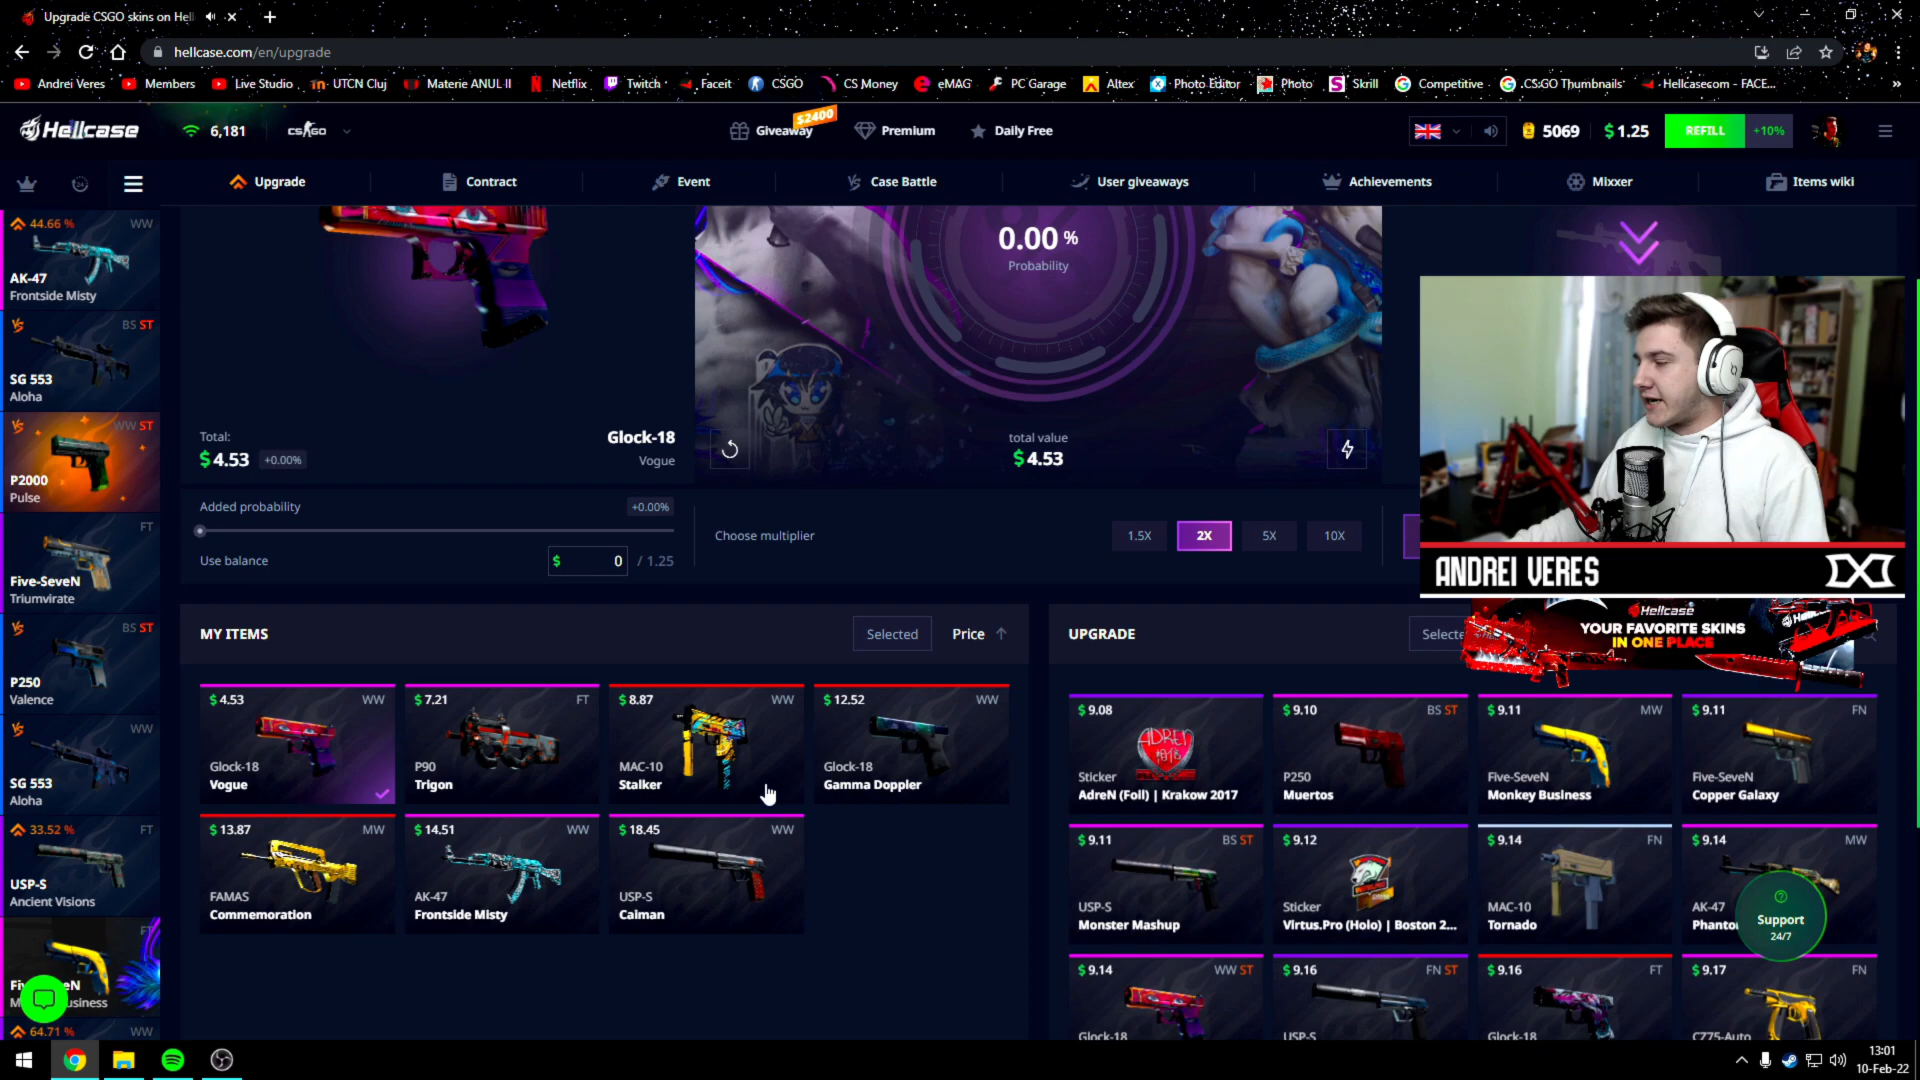 Upgrade CSGO skins on Hell
hellcase.com/en/upgrade
Andrei Veres
Members
Live Studio
UTCN Cluj
Materie ANUL II
Netflix
Twitch
Faceit
CSGO
CS Money
eMAG
PC Garage
Altex
Photo Editor
Photo
Skrill
Competitive
CS:GO Thumbnails
Hellcasecom - FACE...
»
Hellcase
6,181
CS:GO
Giveaway
$2400
Premium
Daily Free
5069
$ 1.25
REFILL
+10%
Upgrade
Contract
Event
Case Battle
User giveaways
Achievements
Mixxer
Items wiki
44.66 %
WW
AK-47
Frontside Misty
BS ST
SG 553
Aloha
WW ST
P2000
Pulse
FT
Five-SeveN
Triumvirate
BS ST
P250
Valence
WW
SG 553
Aloha
33.52 %
FT
USP-S
Ancient Visions
64.71 %
WW
0.00 %
Probability
Total:
$ 4.53
+0.00%
Glock-18
Vogue
total value
$ 4.53
Added probability
+0.00%
Use balance
$ 0 / 1.25
Choose multiplier
1.5X
2X
5X
10X
ANDREI VERES
Hellcase
YOUR FAVORITE SKINS
IN ONE PLACE
MY ITEMS
Selected
Price
UPGRADE
$ 4.53
WW
Glock-18
Vogue
$ 7.21
FT
P90
Trigon
$ 8.87
WW
MAC-10
Stalker
$ 12.52
WW
Glock-18
Gamma Doppler
$ 13.87
MW
FAMAS
Commemoration
$ 14.51
WW
AK-47
Frontside Misty
$ 18.45
WW
USP-S
Caiman
$ 9.08
Sticker
AdreN (Foil) | Krakow 2017
$ 9.10
BS ST
P250
Muertos
$ 9.11
MW
Five-SeveN
Monkey Business
$ 9.11
FN
Five-SeveN
Copper Galaxy
$ 9.11
BS ST
USP-S
Monster Mashup
$ 9.12
Sticker
Virtus.Pro (Holo) | Boston 2...
$ 9.14
FN
MAC-10
Tornado
$ 9.14
MW
AK-47
Support
24/7
$ 9.14
WW ST
Glock-18
$ 9.16
FN ST
USP-S
$ 9.16
FT
Glock-18
$ 9.17
FN
CZ75-Auto
13:01
10-Feb-22